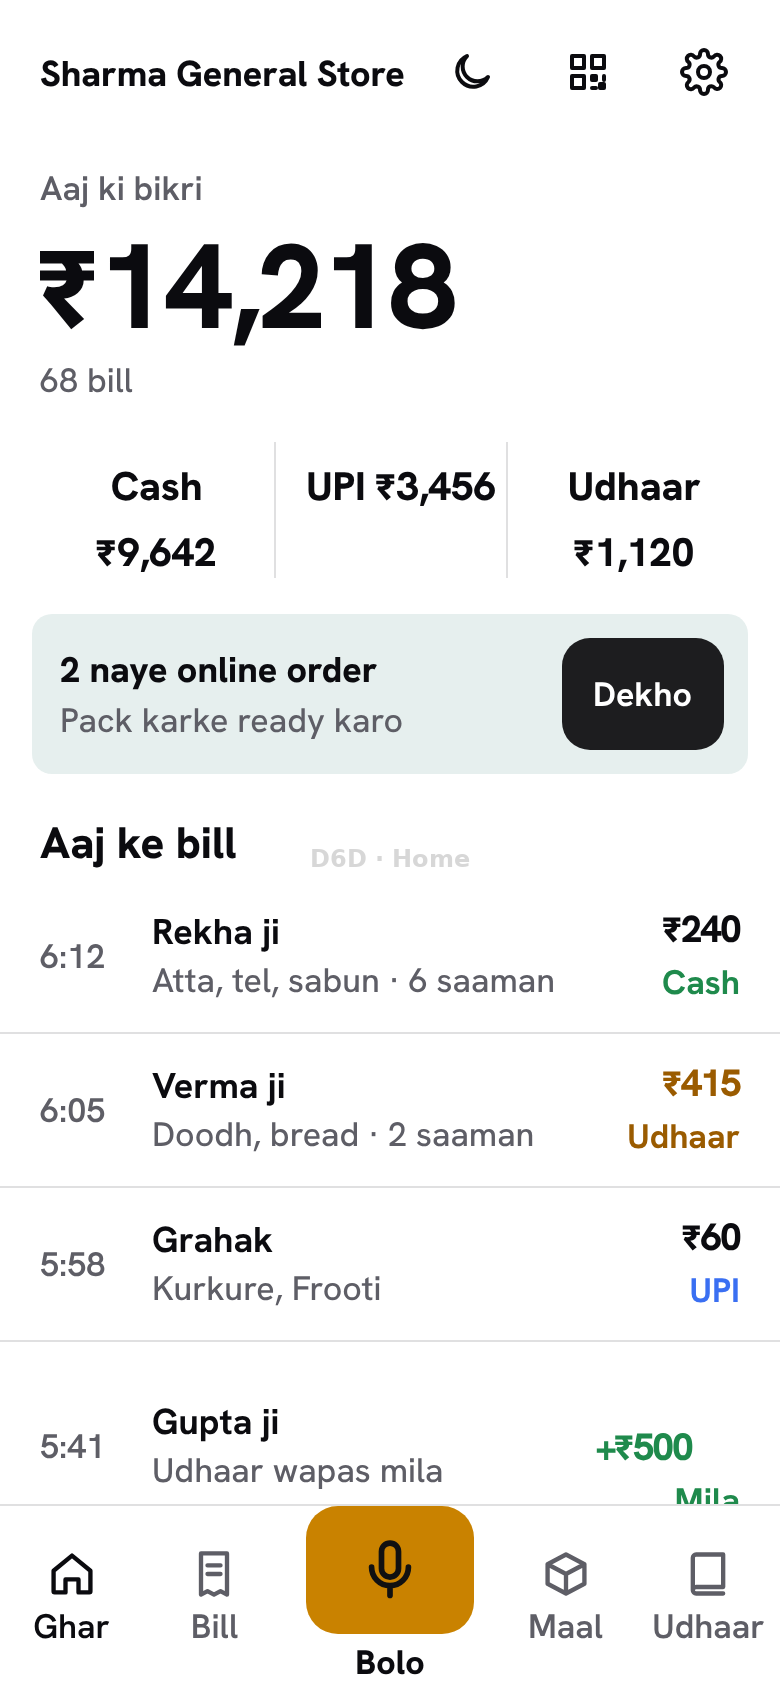 Sharma General Store
Aaj ki bikri
₹14,218
68 bill
Cash
₹9,642
UPI ₹3,456
Udhaar
₹1,120
2 naye online order
Pack karke ready karo
Dekho
Aaj ke bill
D6D · Home
6:12
Rekha ji
Atta, tel, sabun · 6 saaman
₹240
Cash
6:05
Verma ji
Doodh, bread · 2 saaman
₹415
Udhaar
5:58
Grahak
Kurkure, Frooti
₹60
UPI
5:41
Gupta ji
Udhaar wapas mila
+₹500
Mila
Ghar
Bill
Bolo
Maal
Udhaar